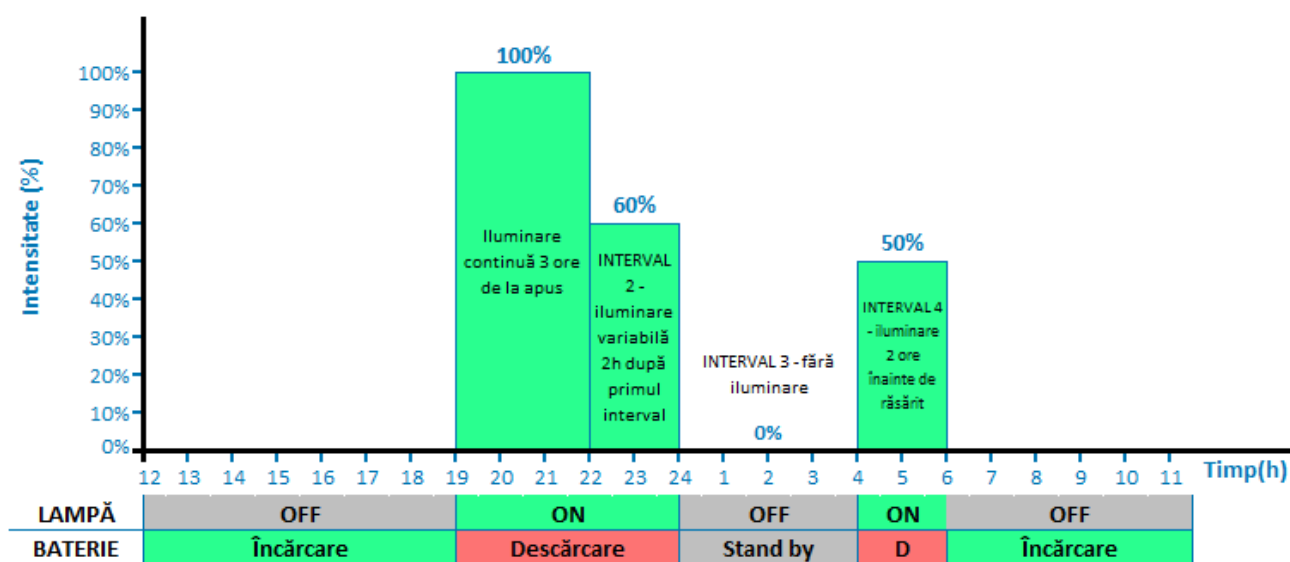 100%
100%
90%
80%
70%
60%
50%
40%
30%
20%
10%
0%
Intensitate (%)
Iluminare
continuă 3 ore
de la apus
60%
INTERVAL
2 -
iluminare
variabilă
2h după
primul
interval
INTERVAL 3 - fără
iluminare
0%
50%
INTERVAL 4
- iluminare
2 ore
înainte de
răsărit
12 13 14 15 16 17 18 19 20 21 22 23 24 1 2 3 4 5 6 7 8 9 10 11 Timp(h)
LAMPĂ OFF ON OFF ON OFF
BATERIE Încărcare Descărcare Stand by D Încărcare